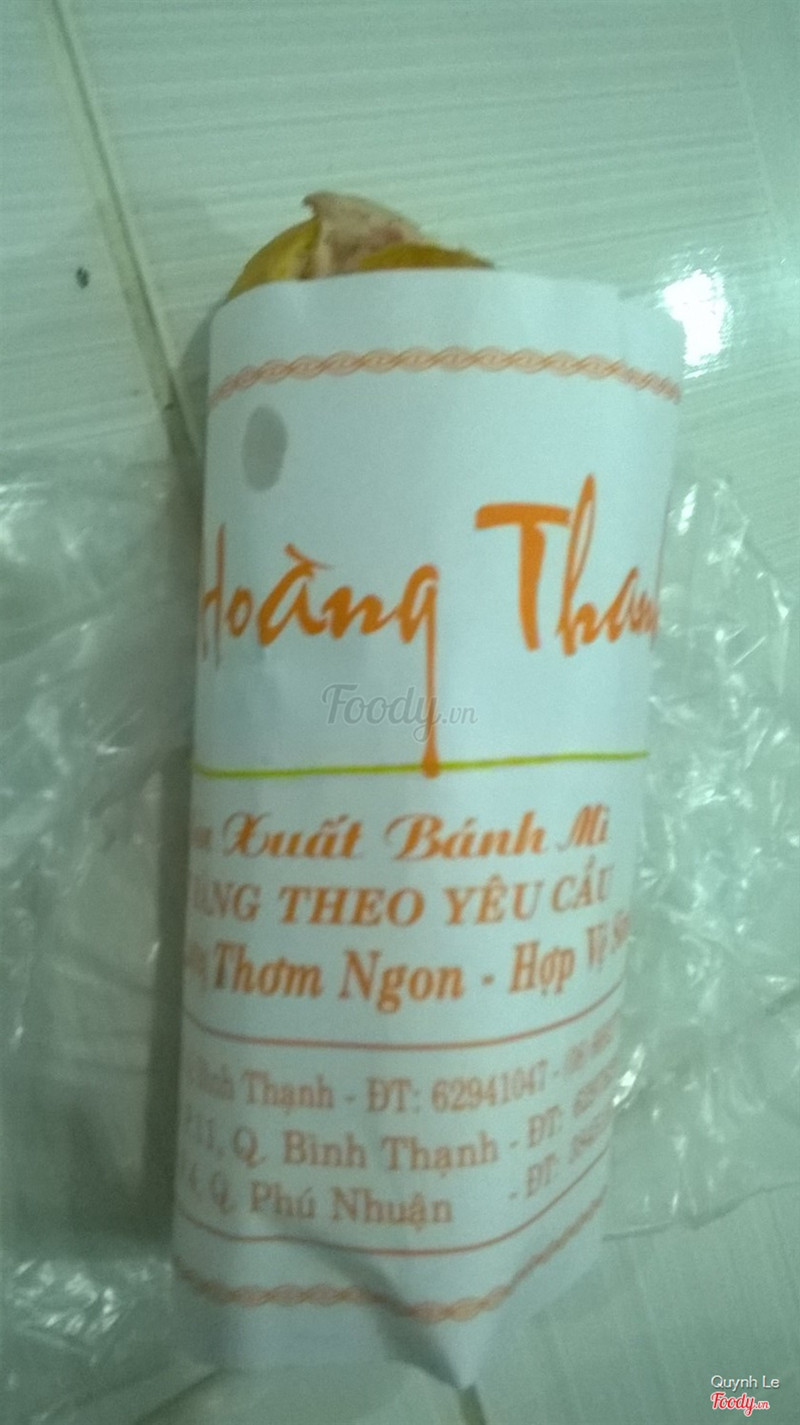 Hoàng Than
Foody.vn
Xuất Bánh Mì
THEO YÊU CẦU
Thơm Ngon - Hợp Vị
Bình Thạnh - ĐT: 62941047 -
P.11, Q. Bình Thạnh - ĐT:
Q. Phú Nhuận - ĐT:
Quynh Le
Foody.vn